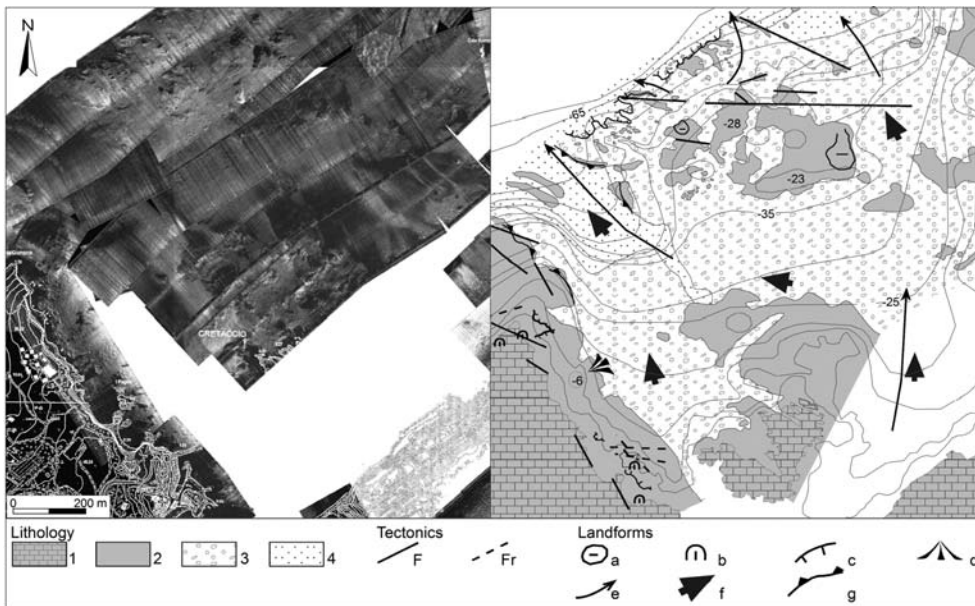 N
CRETACCIO
0 200 m
-65
-28
-23
-35
-25
-6
Lithology
1 2 3 4
Tectonics
F Fr
Landforms
a b c d
e f g